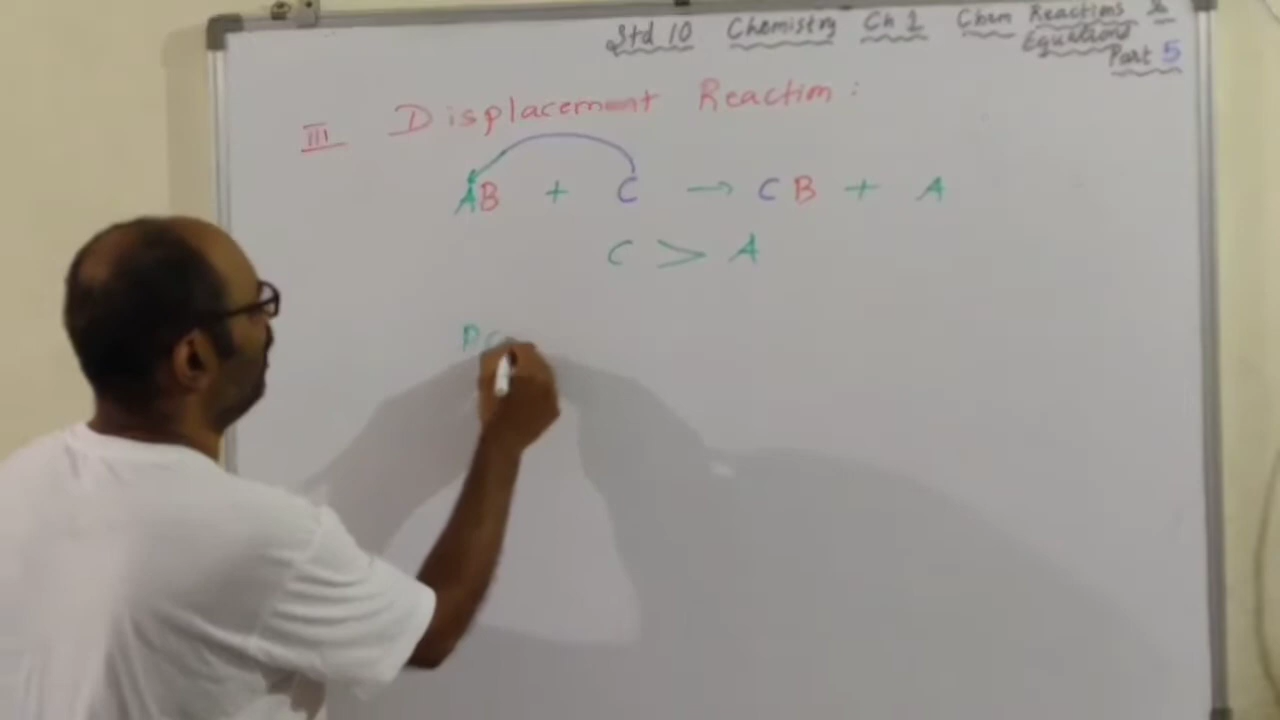 Std 10 Chemistry Ch 1 Chem Reactions &
Equations
Part 5
III Displacement Reaction :
AB + C → CB + A
C > A